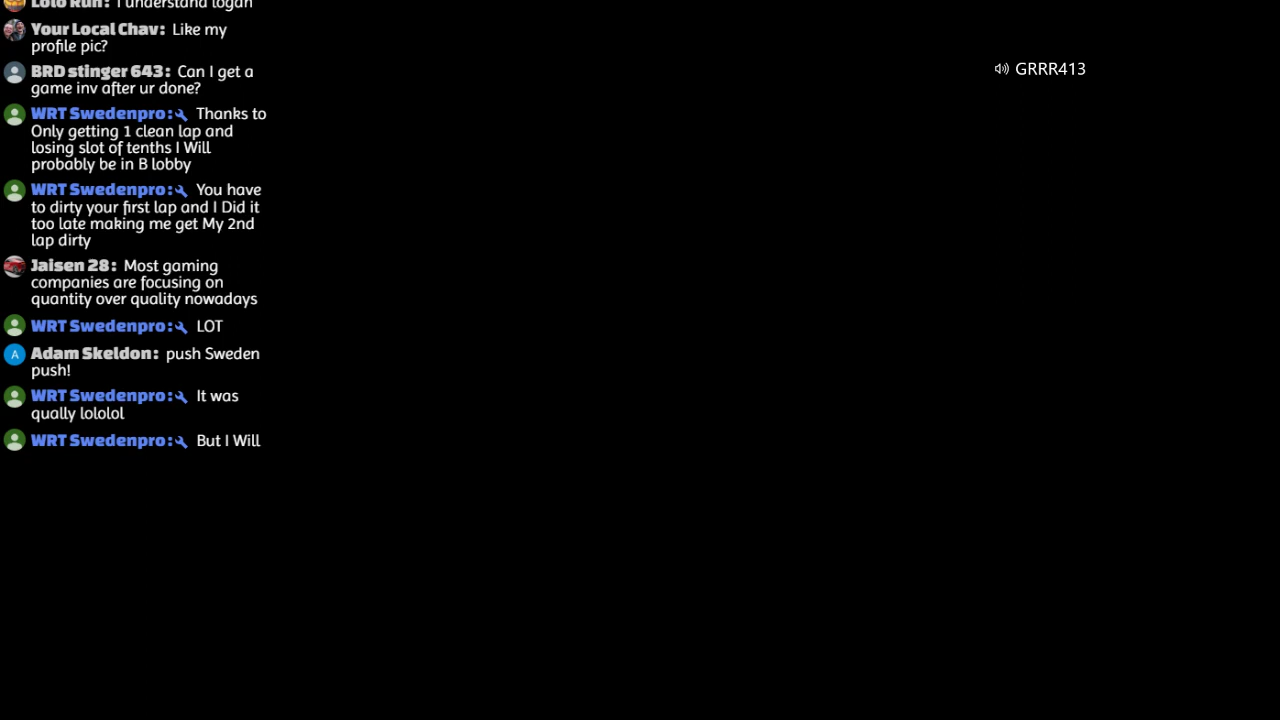 Lolo Run: I understand logan
Your Local Chav: Like my
profile pic?
BRD stinger 643: Can I get a
game inv after ur done?
WRT Swedenpro: Thanks to
Only getting 1 clean lap and
losing slot of tenths I Will
probably be in B lobby
WRT Swedenpro: You have
to dirty your first lap and I Did it
too late making me get My 2nd
lap dirty
Jaisen 28: Most gaming
companies are focusing on
quantity over quality nowadays
WRT Swedenpro: LOT
A Adam Skeldon: push Sweden
push!
WRT Swedenpro: It was
qually lololol
WRT Swedenpro: But I Will
GRRR413